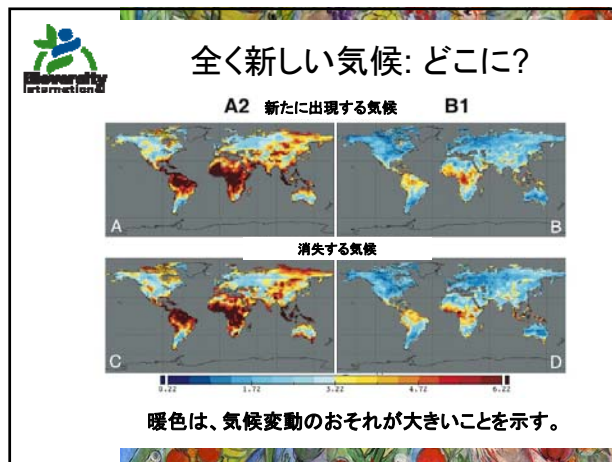 Bioversity
International
全く新しい気候: どこに?
A2 新たに出現する気候 B1
A B
消失する気候
C D
0.22 1.72 3.22 4.72 6.22
暖色は、気候変動のおそれが大きいことを示す。